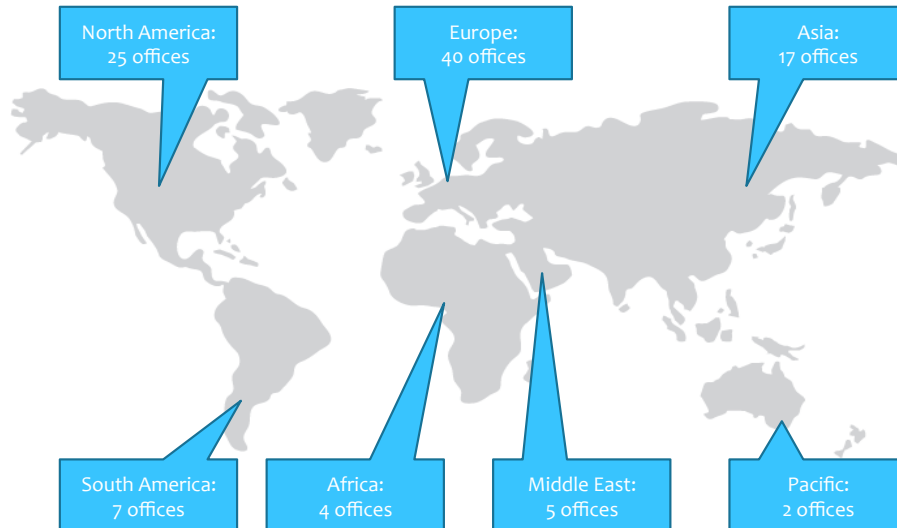 North America:
25 offices
Europe:
40 offices
Asia:
17 offices
South America:
7 offices
Africa:
4 offices
Middle East:
5 offices
Pacific:
2 offices